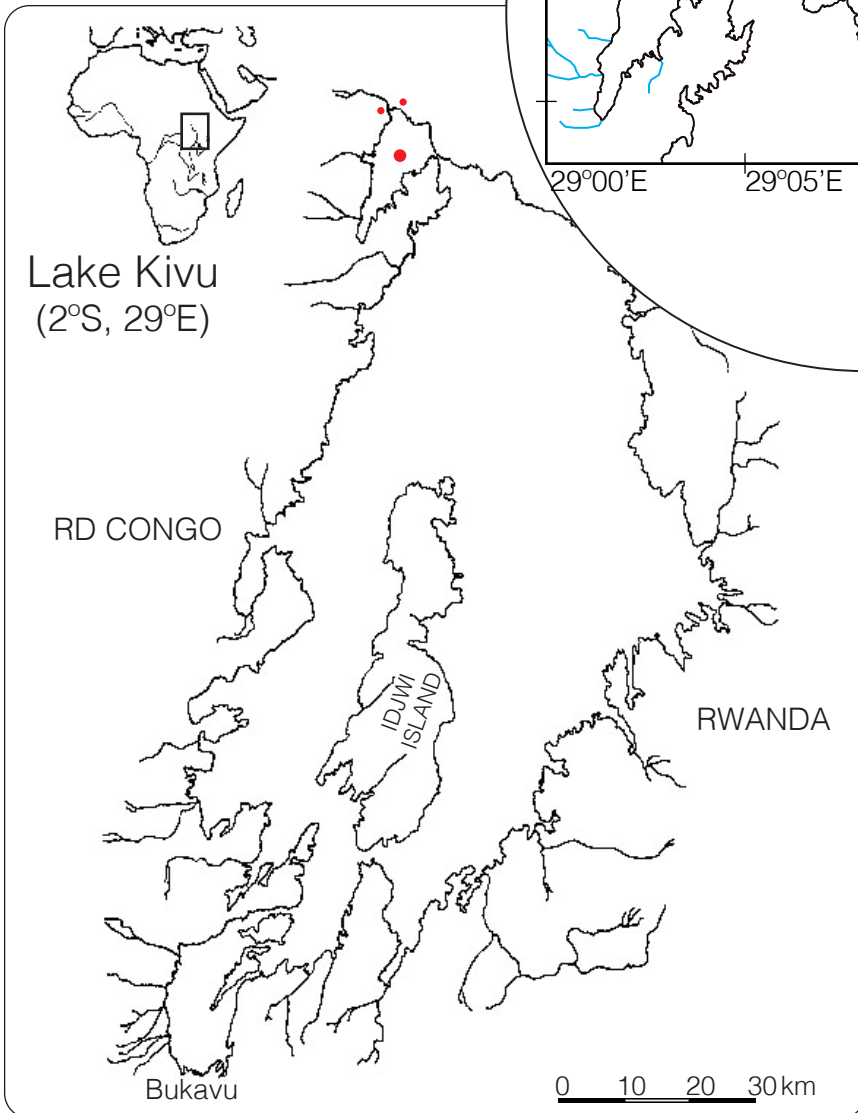 29°00'E
29°05'E
Lake Kivu
(2°S, 29°E)
RD CONGO
IDJWI
ISLAND
RWANDA
Bukavu
0 10 20 30 km